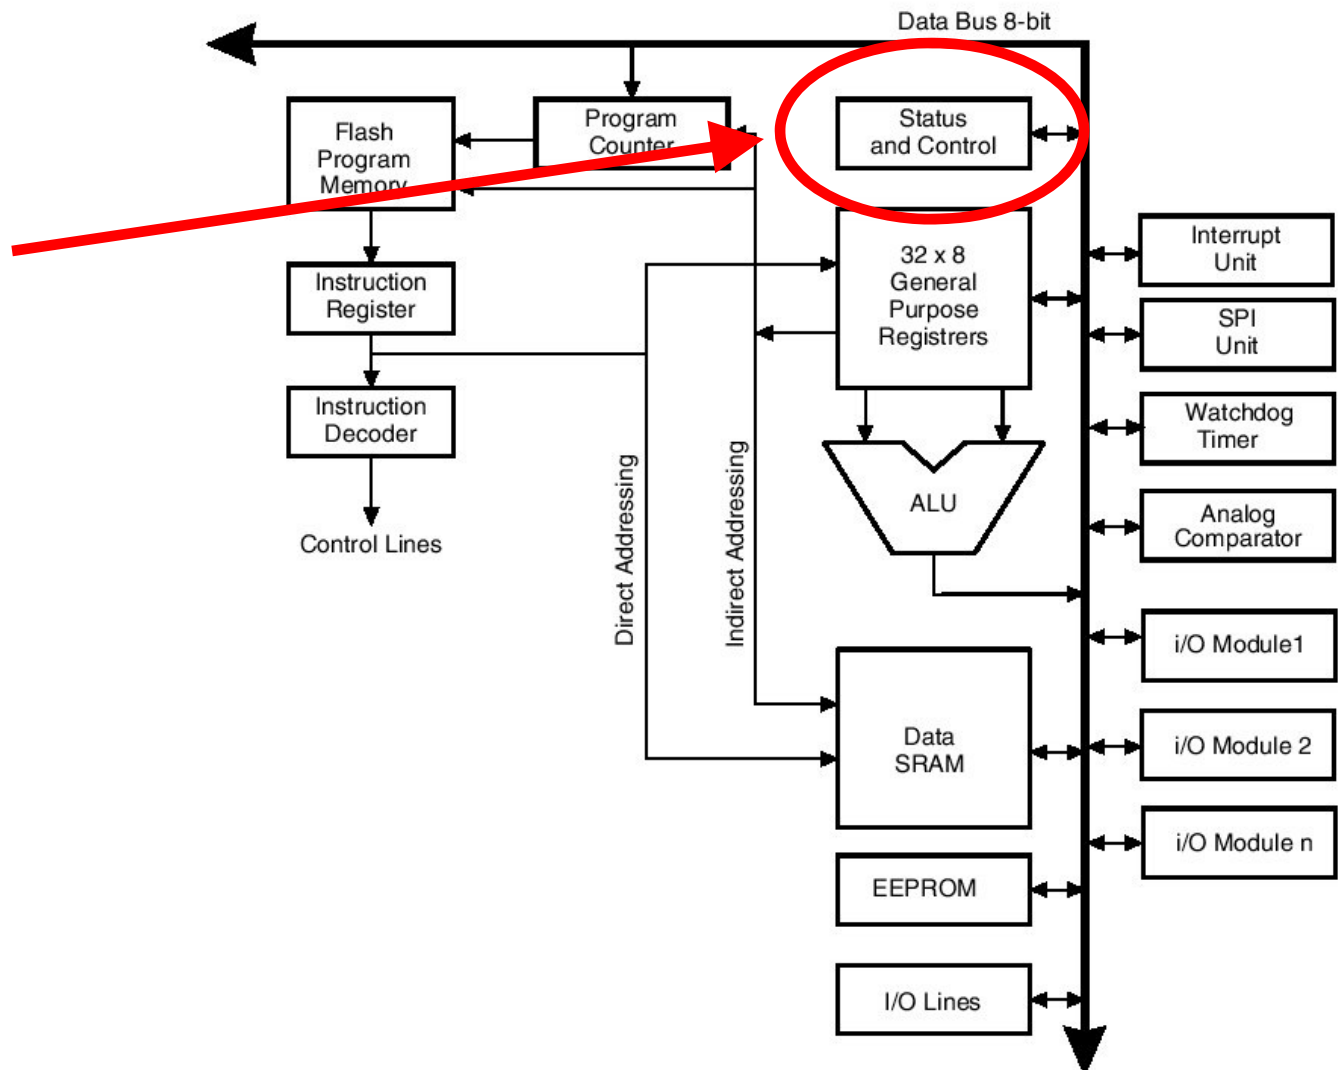 Data Bus 8-bit
Flash
Program
Memory
Program
Counter
Status
and Control
Interrupt
Unit
32 x 8
General
Purpose
Registrers
Instruction
Register
SPI
Unit
Instruction
Decoder
Watchdog
Timer
Direct Addressing
Indirect Addressing
ALU
Analog
Comparator
Control Lines
i/O Module1
Data
SRAM
i/O Module 2
i/O Module n
EEPROM
I/O Lines